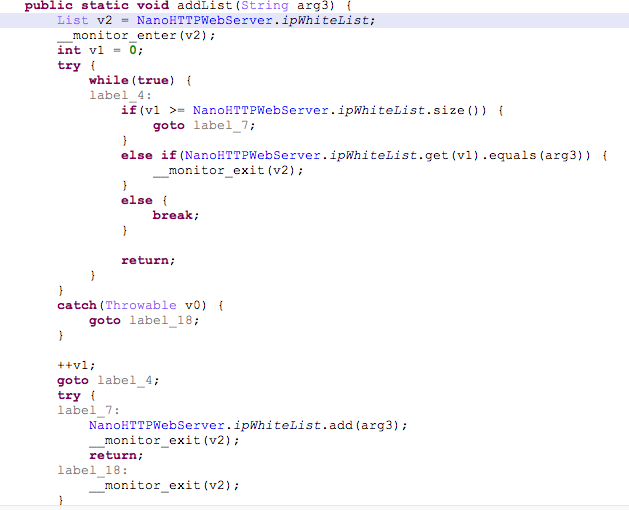 public static void addList(String arg3) {
    List v2 = NanoHTTPWebServer.ipWhiteList;
    __monitor_enter(v2);
    int v1 = 0;
    try {
        while(true) {
        label_4:
            if(v1 >= NanoHTTPWebServer.ipWhiteList.size()) {
                goto label_7;
            }
            else if(NanoHTTPWebServer.ipWhiteList.get(v1).equals(arg3)) {
                __monitor_exit(v2);
            }
            else {
                break;
            }

            return;
        }
    }
    catch(Throwable v0) {
        goto label_18;
    }

    ++v1;
    goto label_4;
    try {
    label_7:
        NanoHTTPWebServer.ipWhiteList.add(arg3);
        __monitor_exit(v2);
        return;
    label_18:
        __monitor_exit(v2);
    }